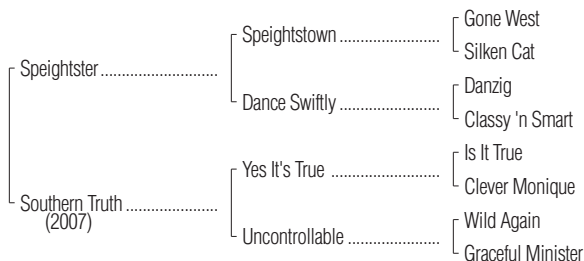 Gone West
Speightstown ......................
Silken Cat
Speightster ..........................
Danzig
Dance Swiftly ......................
Classy 'n Smart
Is It True
Yes It's True ......................
Clever Monique
Southern Truth ......................
(2007)
Wild Again
Uncontrollable ....................
Graceful Minister